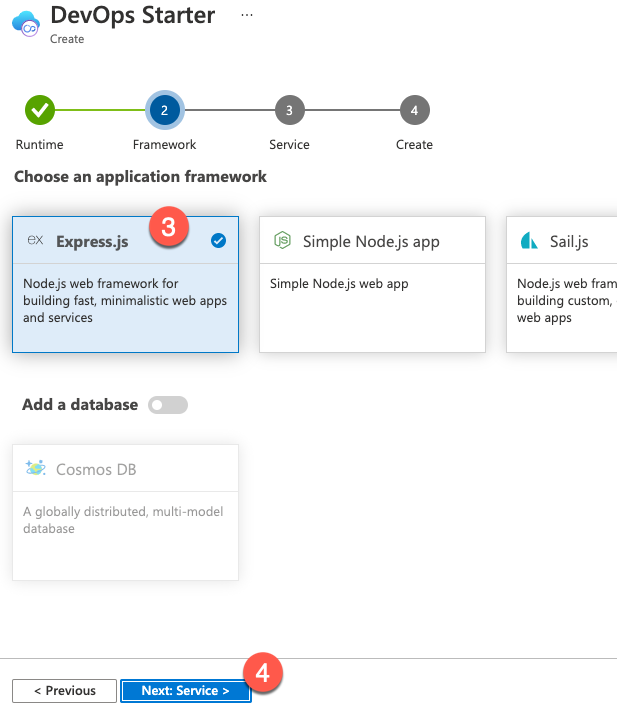 DevOps Starter ...
Create
2
3
4
Runtime
Framework
Service
Create
Choose an application framework
3
ex
Express.js
Node.js web framework for
building fast, minimalistic web apps
and services
JS
Simple Node.js app
Simple Node.js web app
Sail.js
Node.js web fram
building custom,
web apps
Add a database
Cosmos DB
A globally distributed, multi-model
database
4
< Previous
Next: Service >